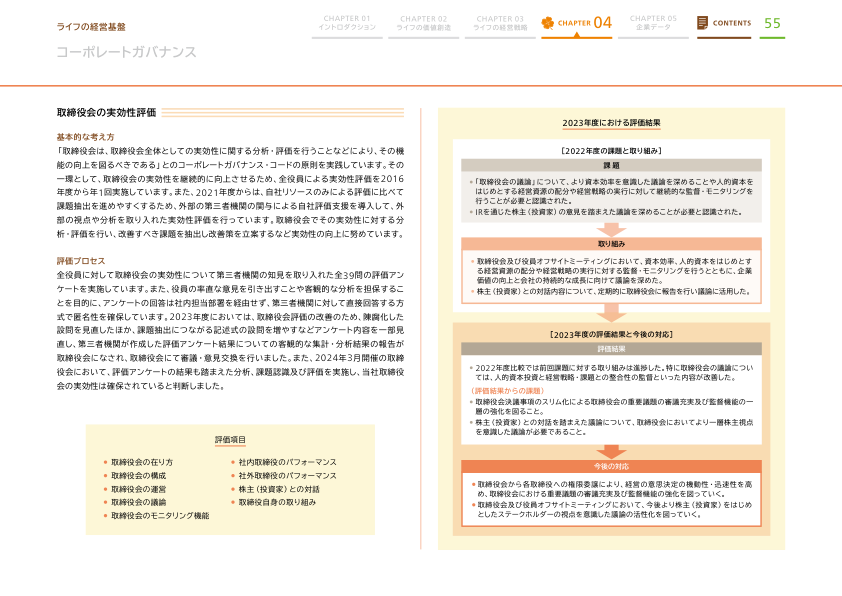 ライフの経営基盤
コーポレートガバナンス
CHAPTER 01
イントロダクション
CHAPTER 02
ライフの価値創造
CHAPTER 03
ライフの経営戦略
CHAPTER 04
CHAPTER 05
企業データ
CONTENTS
55
取締役会の実効性評価
基本的な考え方
「取締役会は、取締役会全体としての実効性に関する分析・評価を行うことなどにより、その機
能の向上を図るべきである」とのコーポレートガバナンス・コードの原則を実践しています。その
一環として、取締役会の実効性を継続的に向上させるため、全役員による実効性評価を2016
年度から年1回実施しています。また、2021年度からは、自社リソースのみによる評価に比べて
課題抽出を進めやすくするため、外部の第三者機関の関与による自己評価支援を導入して、外
部の視点や分析を取り入れた実効性評価を行っています。取締役会でその実効性に対する分
析・評価を行い、改善すべき課題を抽出し改善策を立案するなど実効性の向上に努めています。
評価プロセス
全役員に対して取締役会の実効性について第三者機関の知見を取り入れた全39問の評価アン
ケートを実施しています。また、役員の率直な意見を引き出すことや客観的な分析を担保するこ
とを目的に、アンケートの回答は社内担当部署を経由せず、第三者機関に対して直接回答する方
式で匿名性を確保しています。2023年度においては、取締役会評価の改善のため、陳腐化した
設問を見直したほか、課題抽出につながる記述式の設問を増やすなどアンケート内容を一部見
直し、第三者機関が作成した評価アンケート結果についての客観的な集計・分析結果の報告が
取締役会になされ、取締役会にて審議・意見交換を行いました。また、2024年3月開催の取締
役会において、評価アンケートの結果も踏まえた分析、課題認識及び評価を実施し、当社取締役
会の実効性は確保されていると判断しました。
評価項目
● 取締役会の在り方
● 取締役会の構成
● 取締役会の運営
● 取締役会の議論
● 取締役会のモニタリング機能
● 社内取締役のパフォーマンス
● 社外取締役のパフォーマンス
● 株主（投資家）との対話
● 取締役自身の取り組み
2023年度における評価結果
［2022年度の課題と取り組み］
課題
● 「取締役会の議論」について、より資本効率を意識した議論を深めることや人的資本を
はじめとする経営資源の配分や経営戦略の実行に対して継続的な監督・モニタリングを
行うことが必要と認識された。
● IRを通じた株主（投資家）の意見を踏まえた議論を深めることが必要と認識された。
取り組み
● 取締役会及び役員オフサイトミーティングにおいて、資本効率、人的資本をはじめとす
る経営資源の配分や経営戦略の実行に対する監督・モニタリングを行うとともに、企業
価値の向上と会社の持続的な成長に向けて議論を深めた。
● 株主（投資家）との対話内容について、定期的に取締役会に報告を行い議論に活用した。
［2023年度の評価結果と今後の対応］
評価結果
● 2022年度比較では前回課題に対する取り組みは進捗した。特に取締役会の議論につい
ては、人的資本投資と経営戦略・課題との整合性の監督といった内容が改善した。
（評価結果からの課題）
● 取締役会決議事項のスリム化による取締役会の重要議題の審議充実及び監督機能の一
層の強化を図ること。
● 株主（投資家）との対話を踏まえた議論について、取締役会においてより一層株主視点
を意識した議論が必要であること。
今後の対応
● 取締役会から各取締役への権限委譲により、経営の意思決定の機動性・迅速性を高
め、取締役会における重要議題の審議充実及び監督機能の強化を図っていく。
● 取締役会及び役員オフサイトミーティングにおいて、今後より株主（投資家）をはじめ
としたステークホルダーの視点を意識した議論の活性化を図っていく。